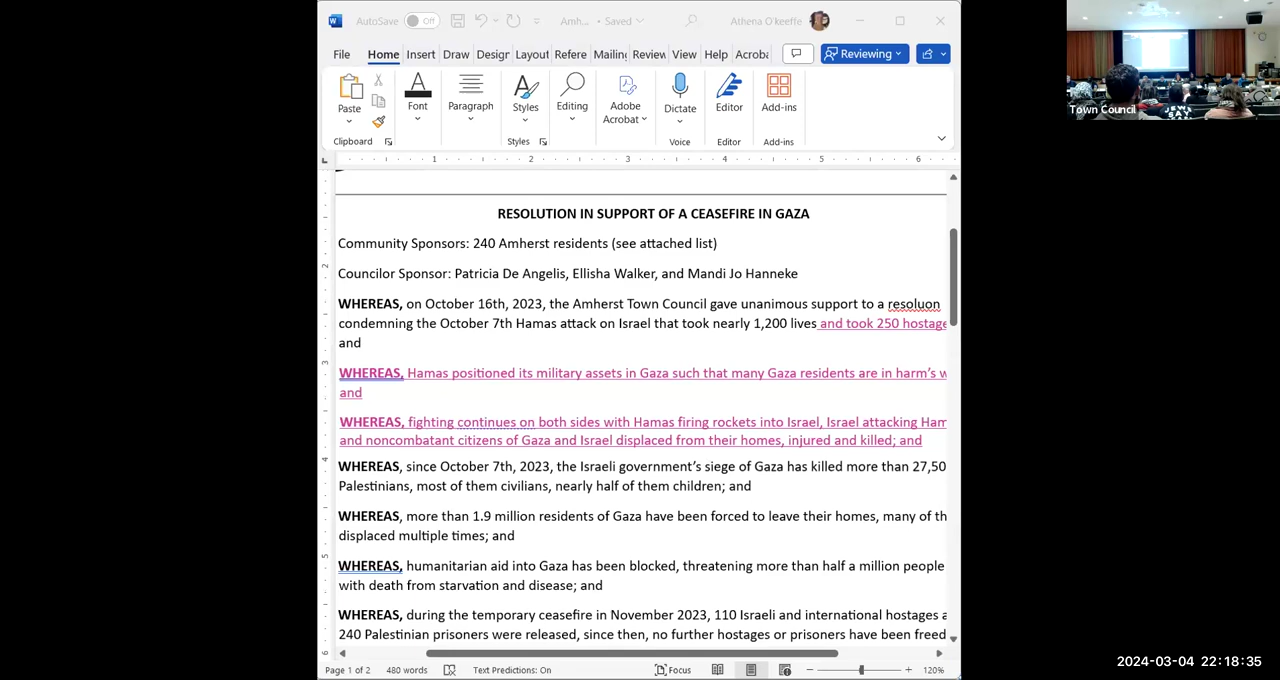 AutoSave Off Amh... • Saved Athena O'keeffe
File Home Insert Draw Design Layout Refere Mailing Review View Help Acroba Reviewing
Paste Font Paragraph Styles Editing Adobe Acrobat Dictate Editor Add-ins
Clipboard Styles Voice Editor Add-ins
1 2 3 4 5 6
RESOLUTION IN SUPPORT OF A CEASEFIRE IN GAZA
Community Sponsors: 240 Amherst residents (see attached list)
Councilor Sponsor: Patricia De Angelis, Ellisha Walker, and Mandi Jo Hanneke
WHEREAS, on October 16th, 2023, the Amherst Town Council gave unanimous support to a resoluon
condemning the October 7th Hamas attack on Israel that took nearly 1,200 lives and took 250 hostage
and
WHEREAS, Hamas positioned its military assets in Gaza such that many Gaza residents are in harm's w
and
WHEREAS, fighting continues on both sides with Hamas firing rockets into Israel, Israel attacking Ham
and noncombatant citizens of Gaza and Israel displaced from their homes, injured and killed; and
WHEREAS, since October 7th, 2023, the Israeli government's siege of Gaza has killed more than 27,50
Palestinians, most of them civilians, nearly half of them children; and
WHEREAS, more than 1.9 million residents of Gaza have been forced to leave their homes, many of th
displaced multiple times; and
WHEREAS, humanitarian aid into Gaza has been blocked, threatening more than half a million people
with death from starvation and disease; and
WHEREAS, during the temporary ceasefire in November 2023, 110 Israeli and international hostages a
240 Palestinian prisoners were released, since then, no further hostages or prisoners have been freed
Page 1 of 2 480 words Text Predictions: On Focus 120%
Town Council
JEWS
SAY
2024-03-04 22:18:35